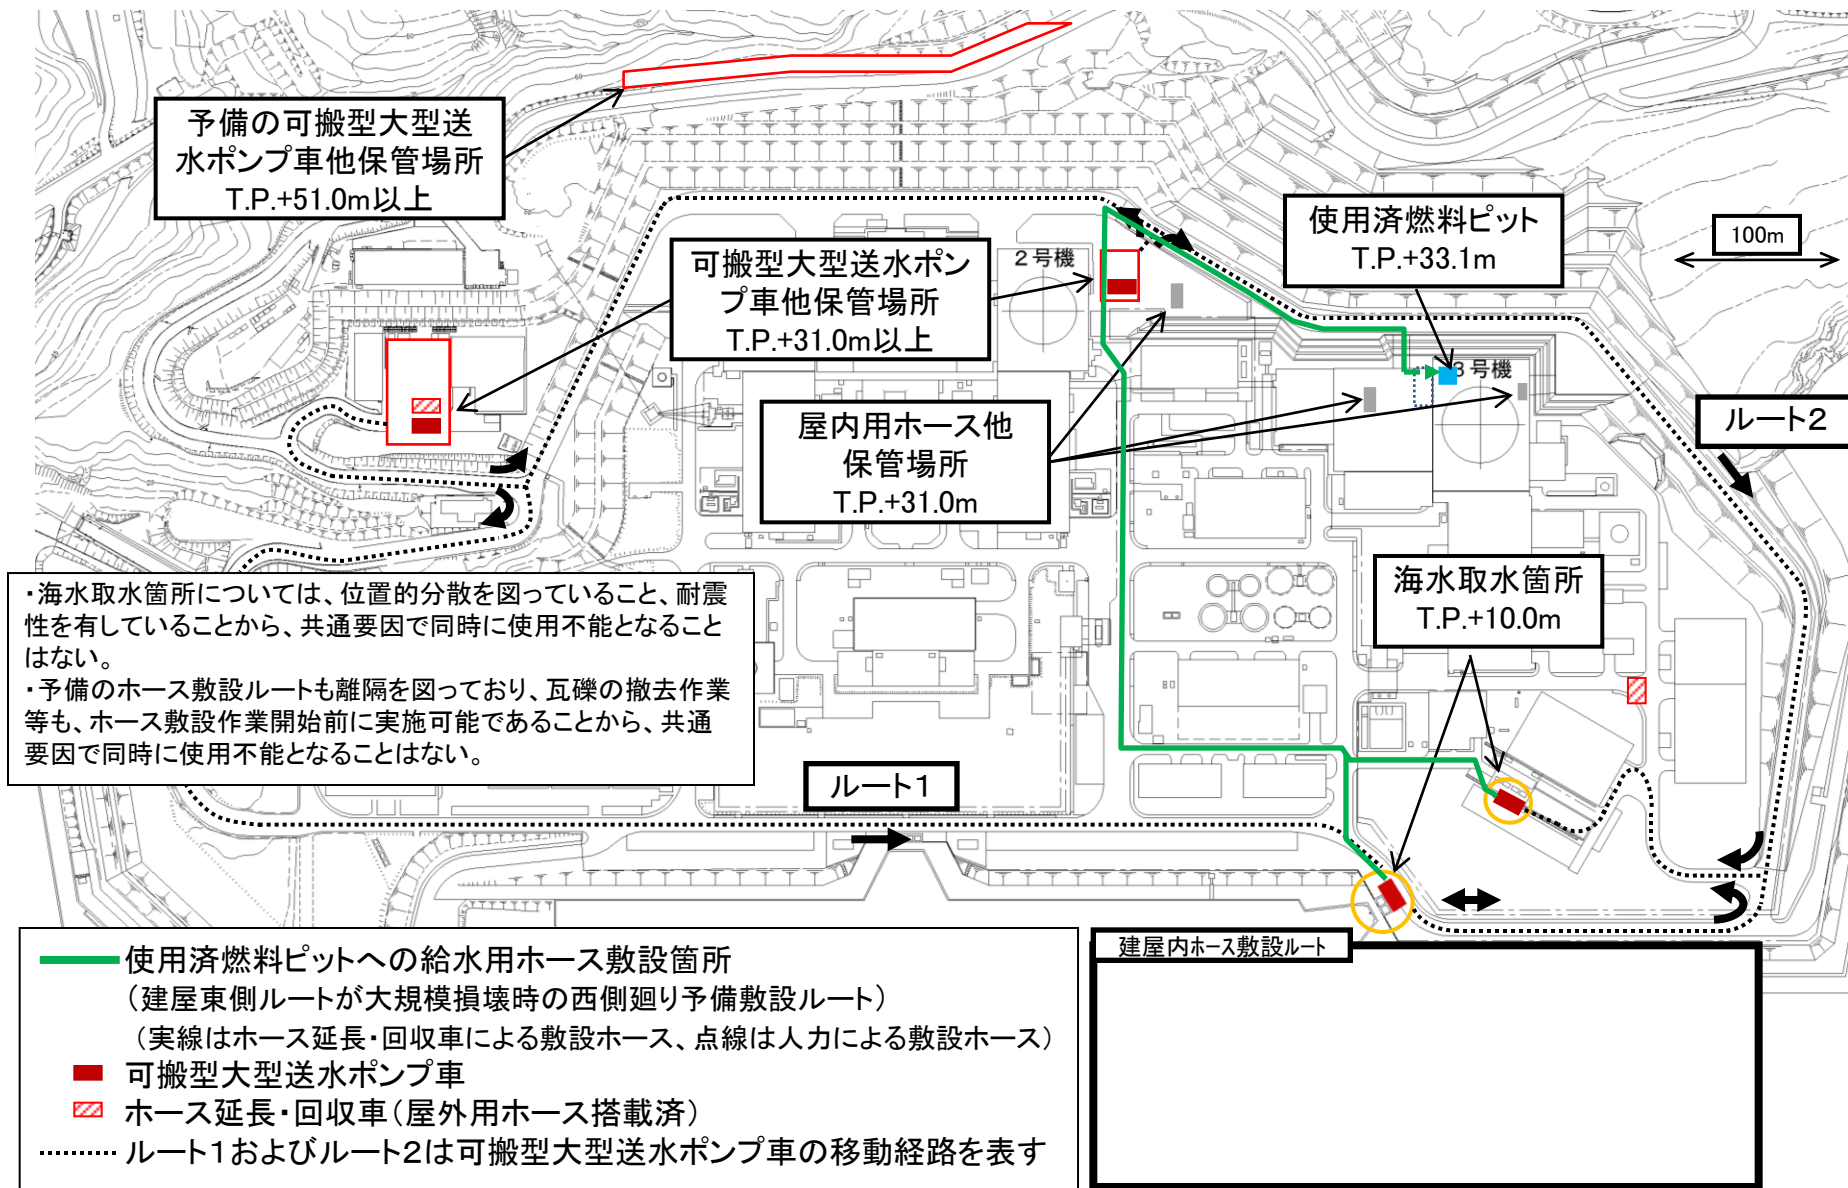 予備の可搬型大型送
水ポンプ車他保管場所
T.P.+51.0m以上
可搬型大型送水ポン
プ車他保管場所
T.P.+31.0m以上
2号機
使用済燃料ピット
T.P.+33.1m
100m
3号機
屋内用ホース他
保管場所
T.P.+31.0m
ルート2
海水取水箇所
T.P.+10.0m
・海水取水箇所については、位置的分散を図っていること、耐震
性を有していることから、共通要因で同時に使用不能となること
はない。
・予備のホース敷設ルートも離隔を図っており、瓦礫の撤去作業
等も、ホース敷設作業開始前に実施可能であることから、共通
要因で同時に使用不能となることはない。
ルート1
使用済燃料ピットへの給水用ホース敷設箇所
（建屋東側ルートが大規模損壊時の西側廻り予備敷設ルート）
（実線はホース延長・回収車による敷設ホース、点線は人力による敷設ホース）
可搬型大型送水ポンプ車
ホース延長・回収車（屋外用ホース搭載済）
ルート1およびルート2は可搬型大型送水ポンプ車の移動経路を表す
建屋内ホース敷設ルート